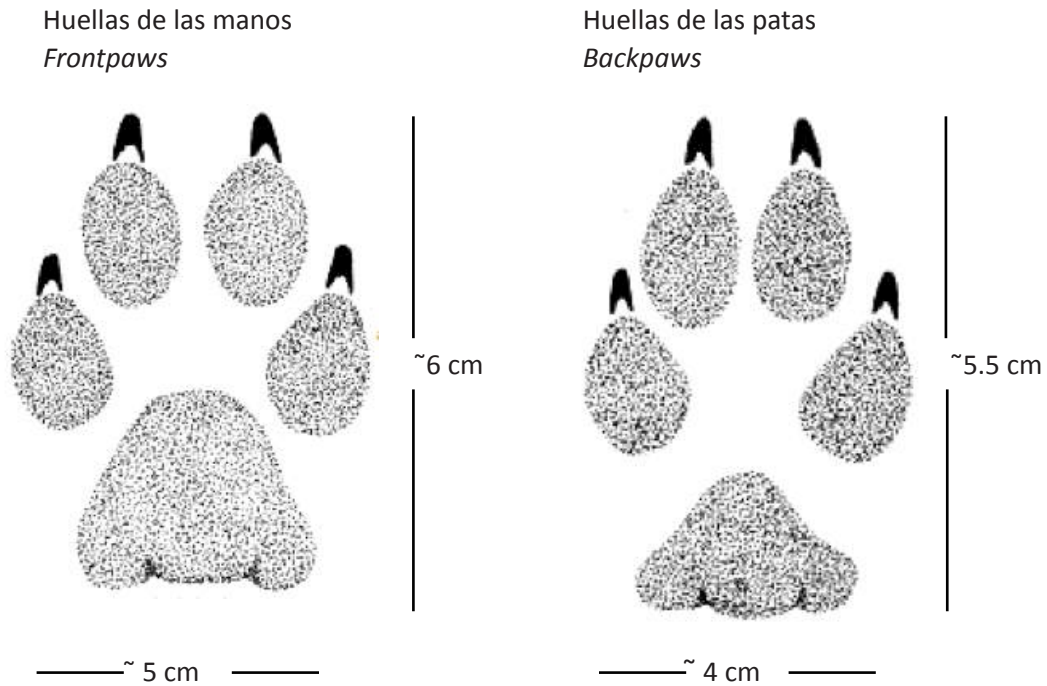 Huellas de las manos
Frontpaws
Huellas de las patas
Backpaws
~6 cm
~5.5 cm
~ 5 cm
~ 4 cm